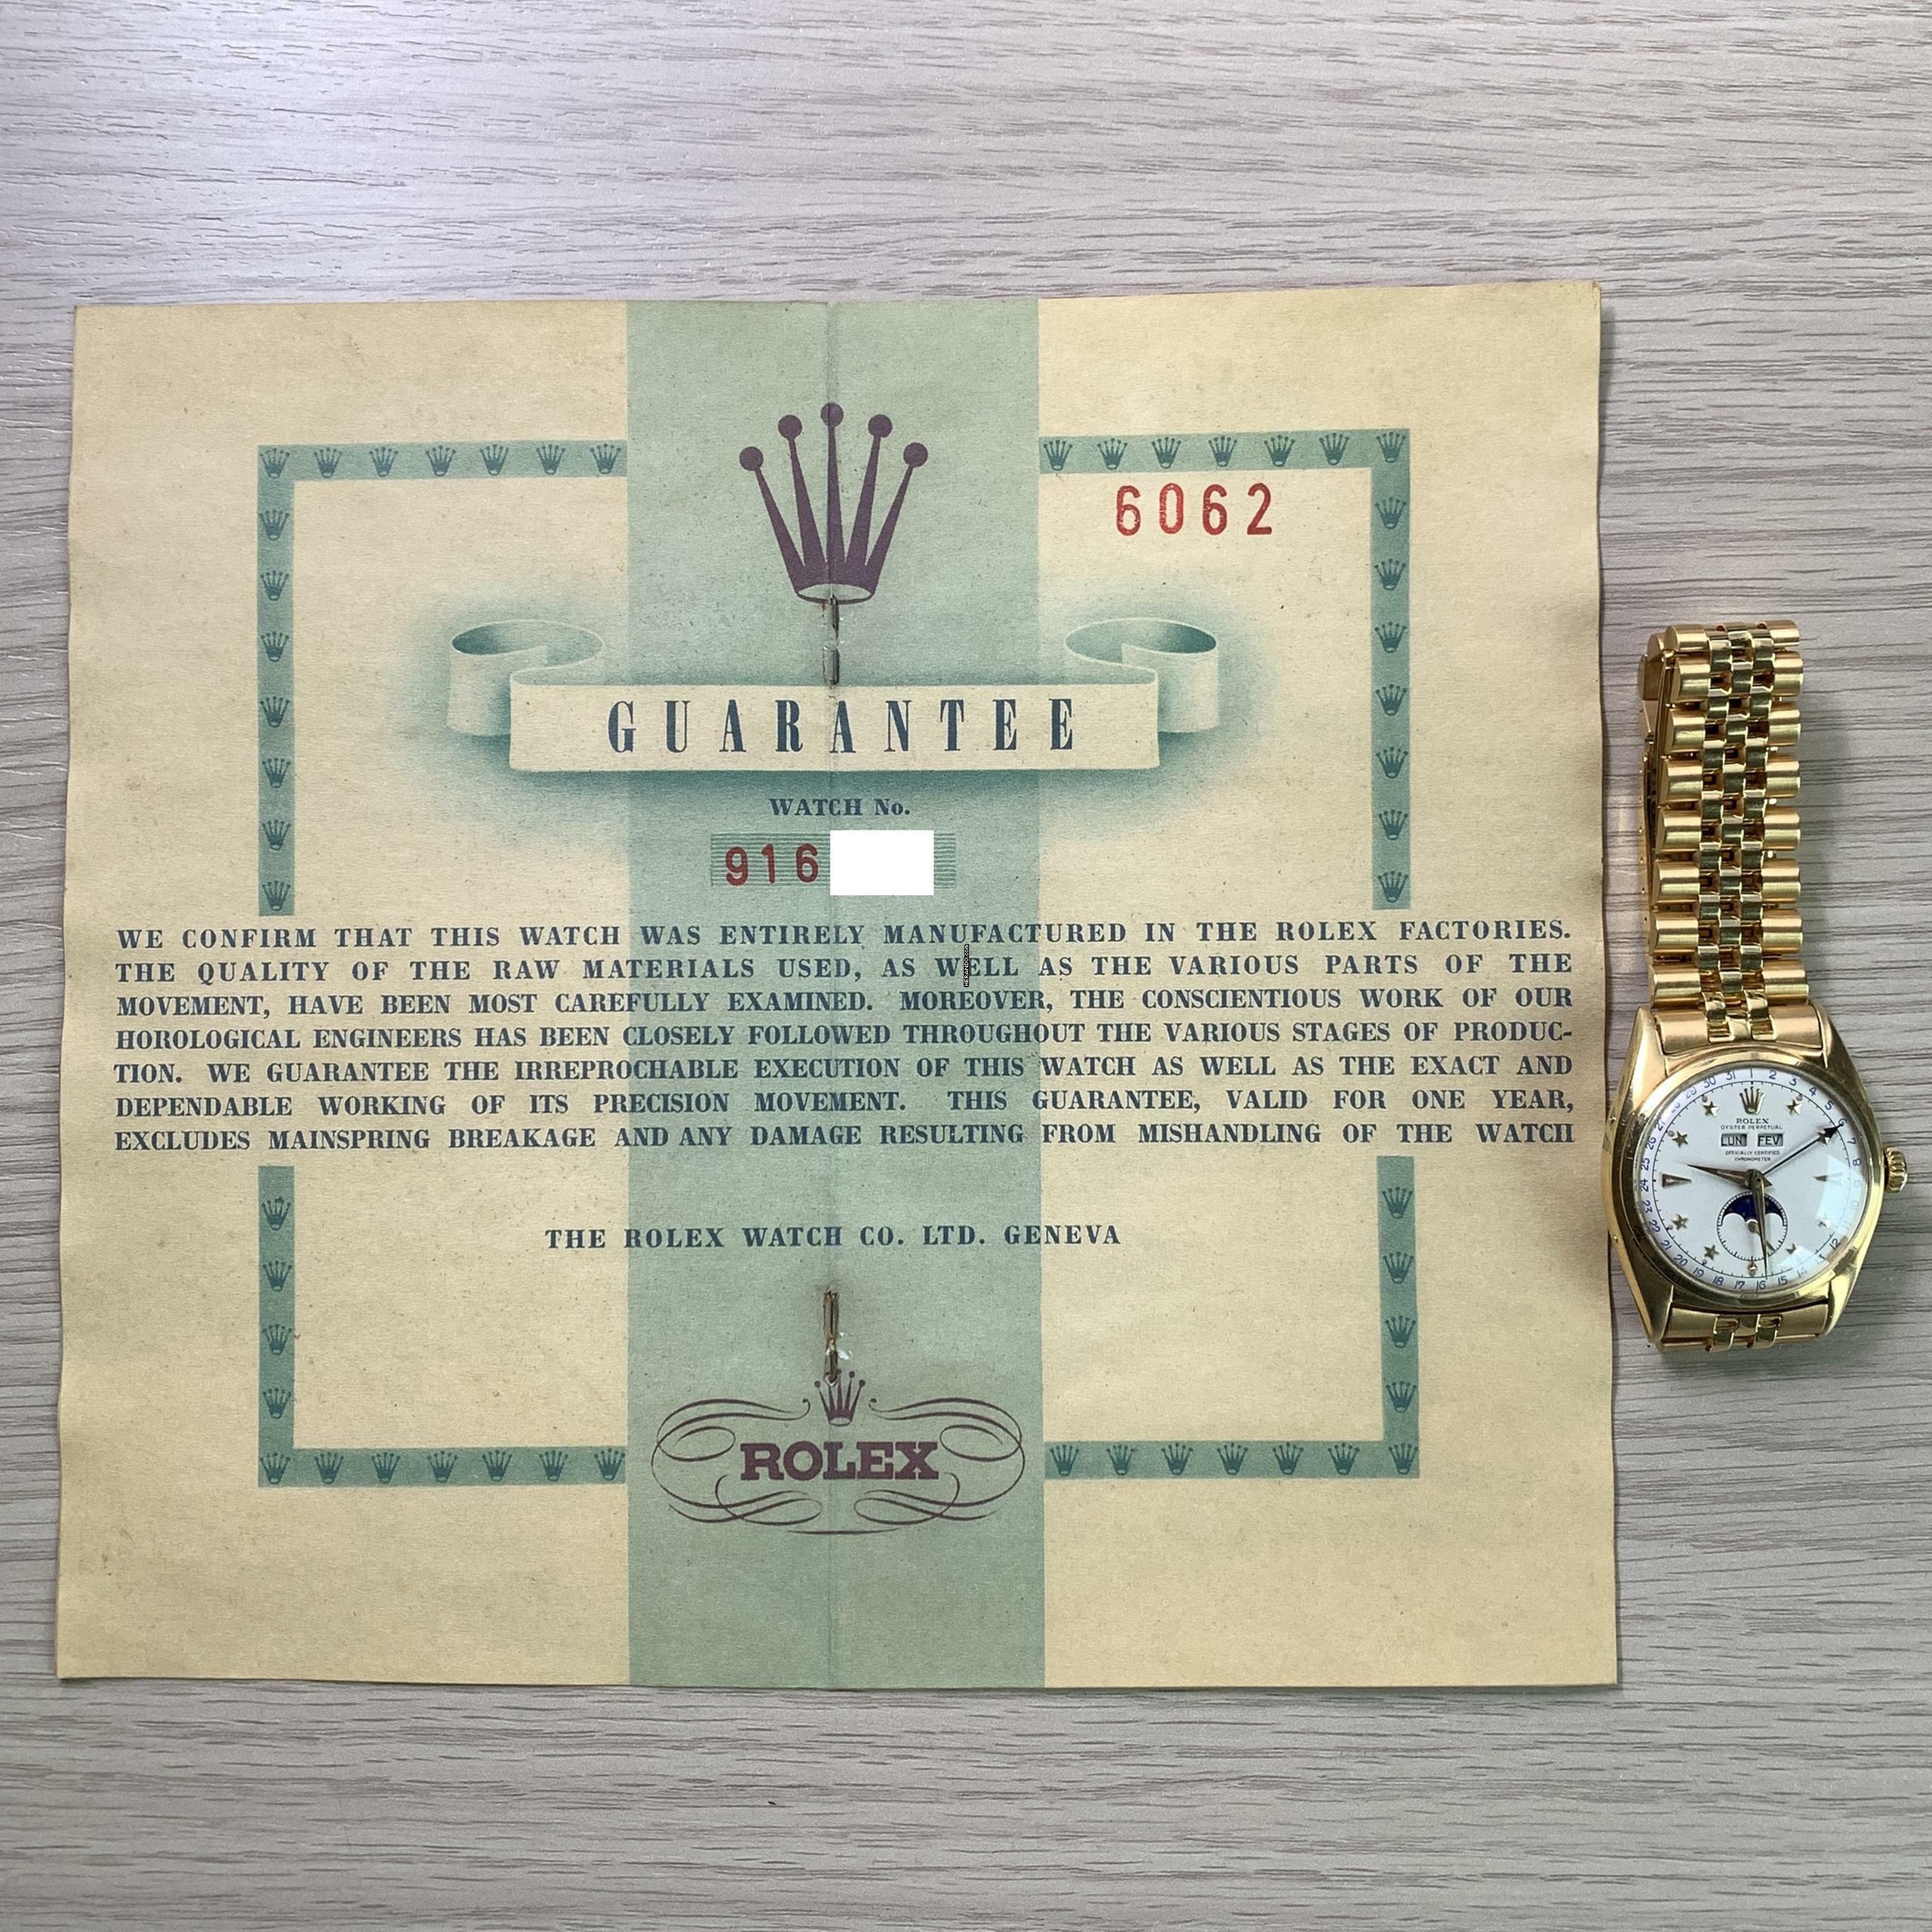 6062
GUARANTEE
WATCH No.
916
WE CONFIRM THAT THIS WATCH WAS ENTIRELY MANUFACTURED IN THE ROLEX FACTORIES.
THE QUALITY OF THE RAW MATERIALS USED, AS WELL AS THE VARIOUS PARTS OF THE
MOVEMENT, HAVE BEEN MOST CAREFULLY EXAMINED. MOREOVER, THE CONSCIENTIOUS WORK OF OUR
HOROLOGICAL ENGINEERS HAS BEEN CLOSELY FOLLOWED THROUGHOUT THE VARIOUS STAGES OF PRODUC-
TION. WE GUARANTEE THE IRREPROCHABLE EXECUTION OF THIS WATCH AS WELL AS THE EXACT AND
DEPENDABLE WORKING OF ITS PRECISION MOVEMENT. THIS GUARANTEE, VALID FOR ONE YEAR,
EXCLUDES MAINSPRING BREAKAGE AND ANY DAMAGE RESULTING FROM MISHANDLING OF THE WATCH
THE ROLEX WATCH CO. LTD. GENEVA
ROLEX
ROLEX
OYSTER PERPETUAL
LUN FEV
OFFICIALLY CERTIFIED
CHRONOMETER